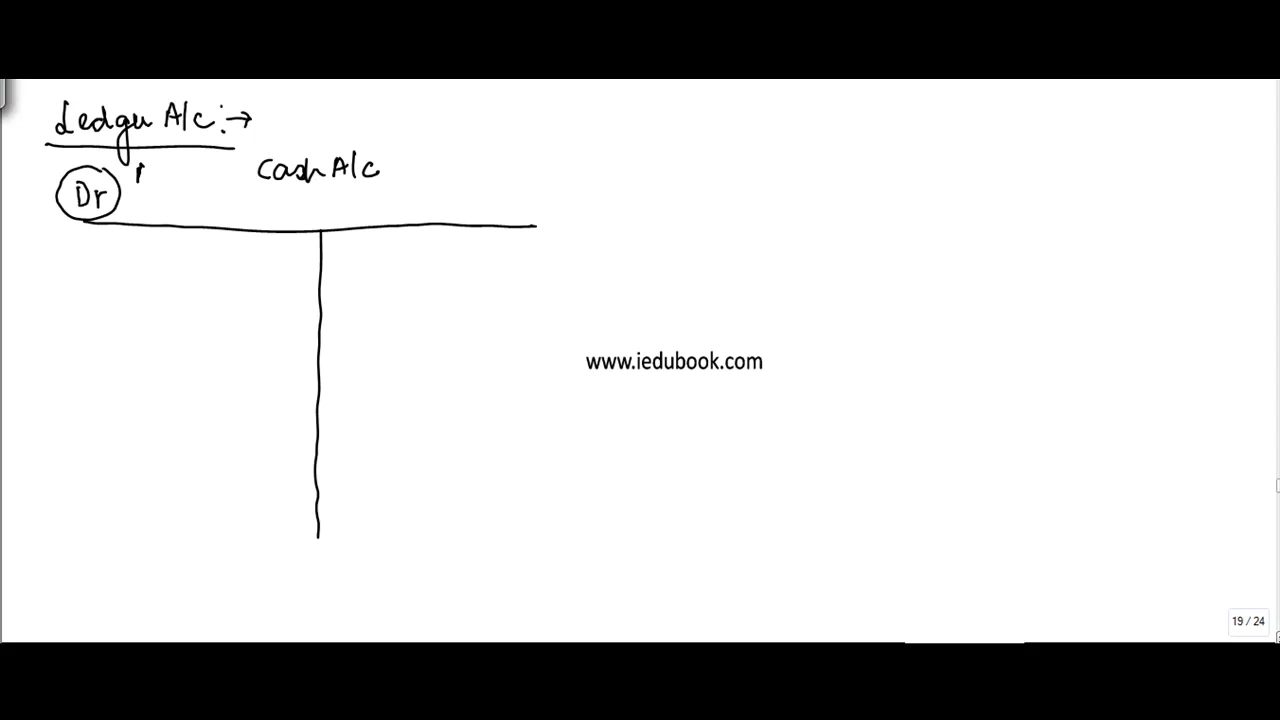 Ledger A/c :→
Cash A/c
Dr
www.iedubook.com
19 / 24